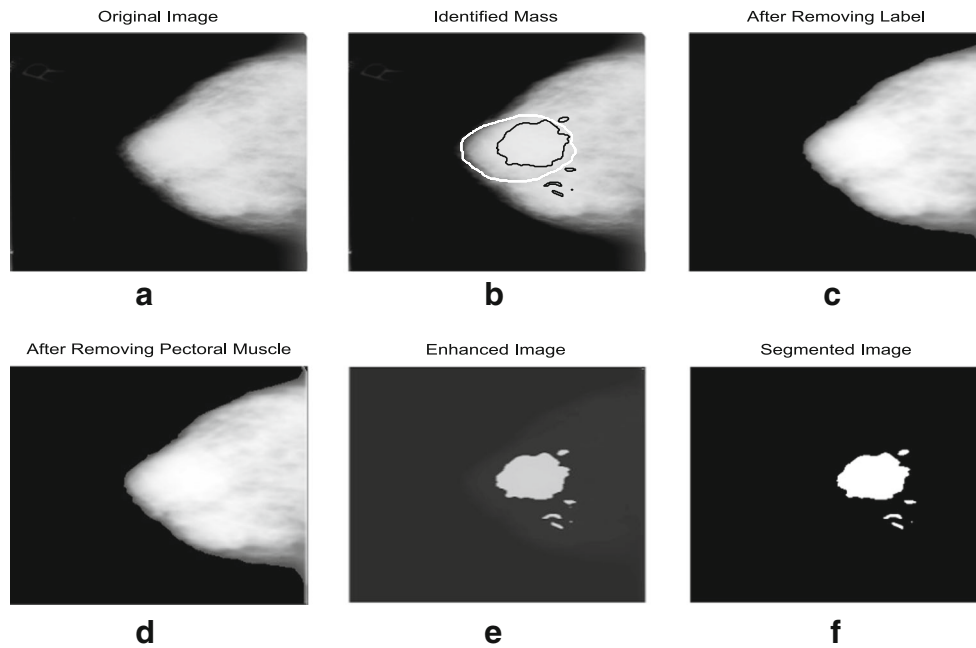 Original Image
Identified Mass
After Removing Label
R
R
a
b
c
After Removing Pectoral Muscle
Enhanced Image
Segmented Image
d
e
f